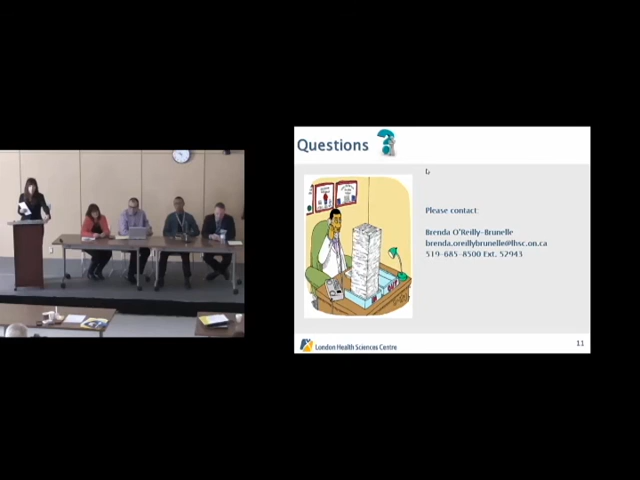 Questions
Please contact:
Brenda O'Reilly-Brunelle
brenda.oreillybrunelle@lhsc.on.ca
519-685-8500 Ext. 52943
London Health Sciences Centre
11